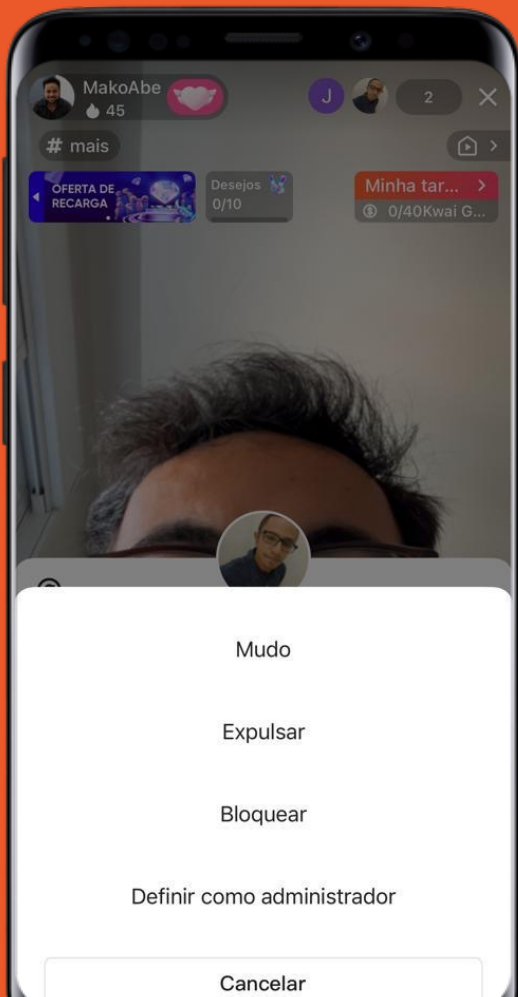 MakoAbe
45
J
2
# mais
OFERTA DE
RECARGA
Desejos
0/10
Minha tar...
0/40Kwai G...
Mudo
Expulsar
Bloquear
Definir como administrador
Cancelar